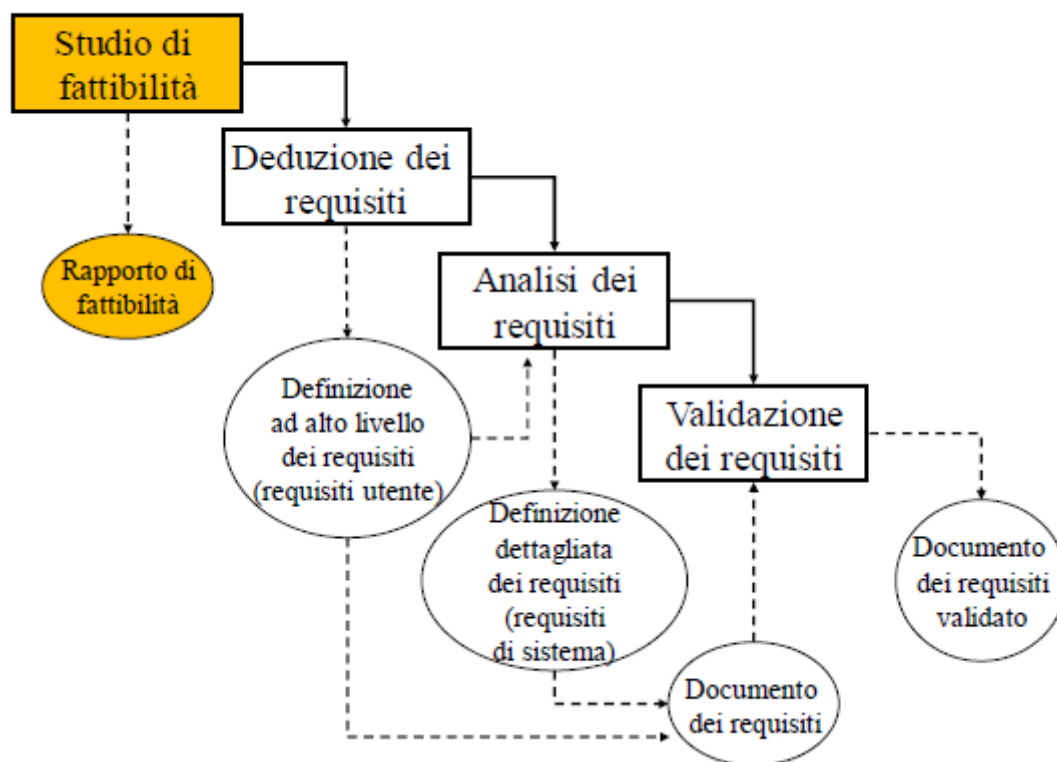 Studio di
fattibilità
Deduzione dei
requisiti
Rapporto di
fattibilità
Analisi dei
requisiti
Definizione
ad alto livello
dei requisiti
(requisiti utente)
Validazione
dei requisiti
Definizione
dettagliata
dei requisiti
(requisiti
di sistema)
Documento
dei requisiti
validato
Documento
dei requisiti